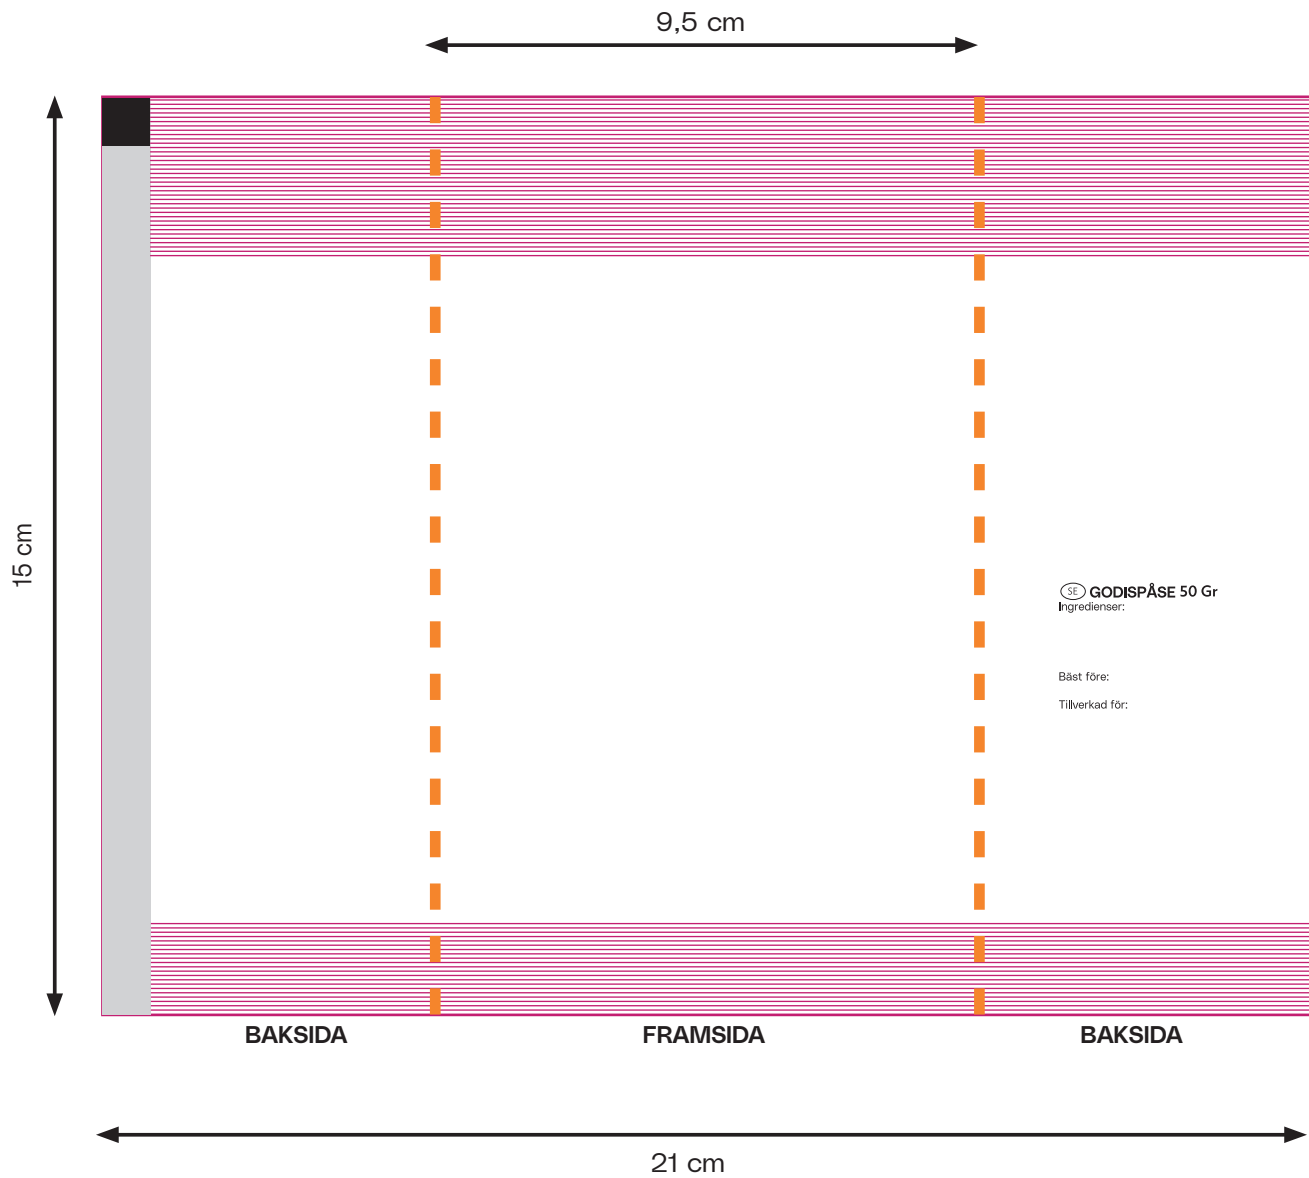 9,5 cm
15 cm
SE GODISPÅSE 50 Gr
Ingredienser:
Bäst före:
Tillverkad för:
BAKSIDA
FRAMSIDA
BAKSIDA
21 cm